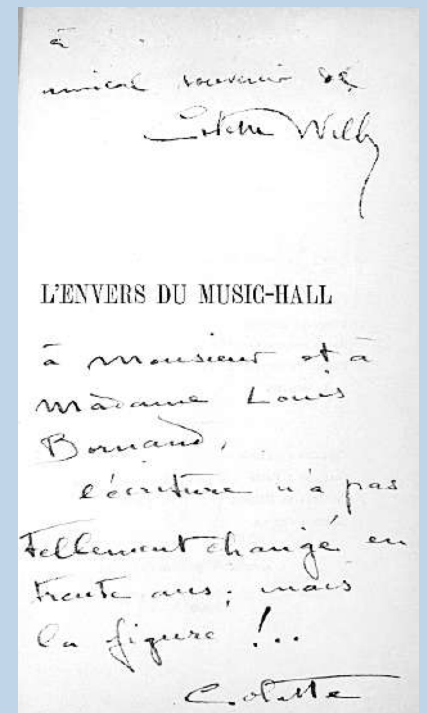 à
amical souvenir de
Colette Willy
L'ENVERS DU MUSIC-HALL
à Monsieur et à
Madame Louis
Bornand,
l'écriture n'a pas
tellement changé en
trente ans; mais
la figure !..
Colette